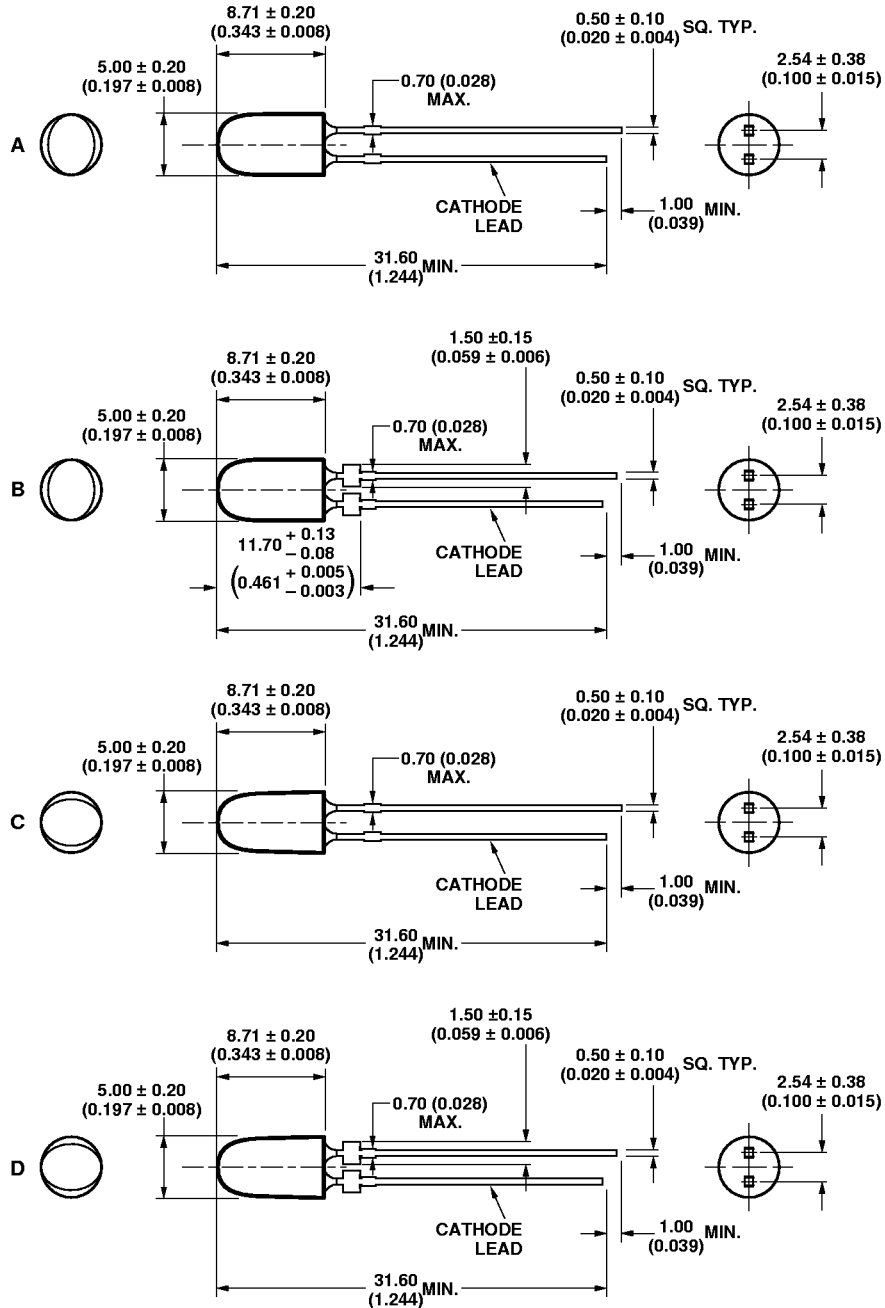 8.71 ± 0.20
(0.343 ± 0.008)
5.00 ± 0.20
(0.197 ± 0.008)
0.70 (0.028)
MAX.
0.50 ± 0.10
(0.020 ± 0.004) SQ. TYP.
2.54 ± 0.38
(0.100 ± 0.015)
A
CATHODE
LEAD
1.00
(0.039) MIN.
31.60
(1.244) MIN.
8.71 ± 0.20
(0.343 ± 0.008)
1.50 ±0.15
(0.059 ± 0.006)
5.00 ± 0.20
(0.197 ± 0.008)
0.70 (0.028)
MAX.
0.50 ± 0.10
(0.020 ± 0.004) SQ. TYP.
2.54 ± 0.38
(0.100 ± 0.015)
B
11.70 + 0.13
– 0.08
(0.461 + 0.005
– 0.003)
CATHODE
LEAD
1.00
(0.039) MIN.
31.60
(1.244) MIN.
8.71 ± 0.20
(0.343 ± 0.008)
5.00 ± 0.20
(0.197 ± 0.008)
0.70 (0.028)
MAX.
0.50 ± 0.10
(0.020 ± 0.004) SQ. TYP.
2.54 ± 0.38
(0.100 ± 0.015)
C
CATHODE
LEAD
1.00
(0.039) MIN.
31.60
(1.244) MIN.
8.71 ± 0.20
(0.343 ± 0.008)
1.50 ±0.15
(0.059 ± 0.006)
5.00 ± 0.20
(0.197 ± 0.008)
0.70 (0.028)
MAX.
0.50 ± 0.10
(0.020 ± 0.004) SQ. TYP.
2.54 ± 0.38
(0.100 ± 0.015)
D
CATHODE
LEAD
1.00
(0.039) MIN.
31.60
(1.244) MIN.